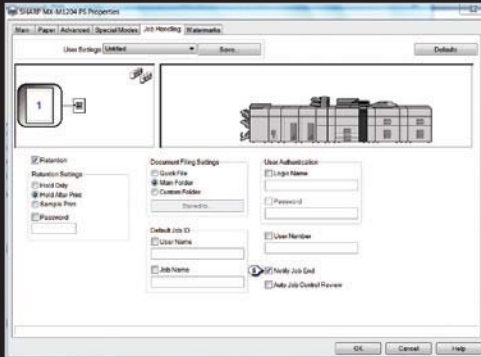 SHARP MX-M1204 PS Properties
Main Paper Advanced Special Modes Job Handling Watermarks
User Settings: Untitled Save... Defaults
1
Retention
Retention Settings
Hold Only
Hold After Print
Sample Print
Password
Document Filing Settings
Quick File
Main Folder
Custom Folder
Stored to...
Default Job ID
User Name
Job Name
User Authentication
Login Name
Password
User Number
Notify Job End
Auto Job Control Review
OK Cancel Help